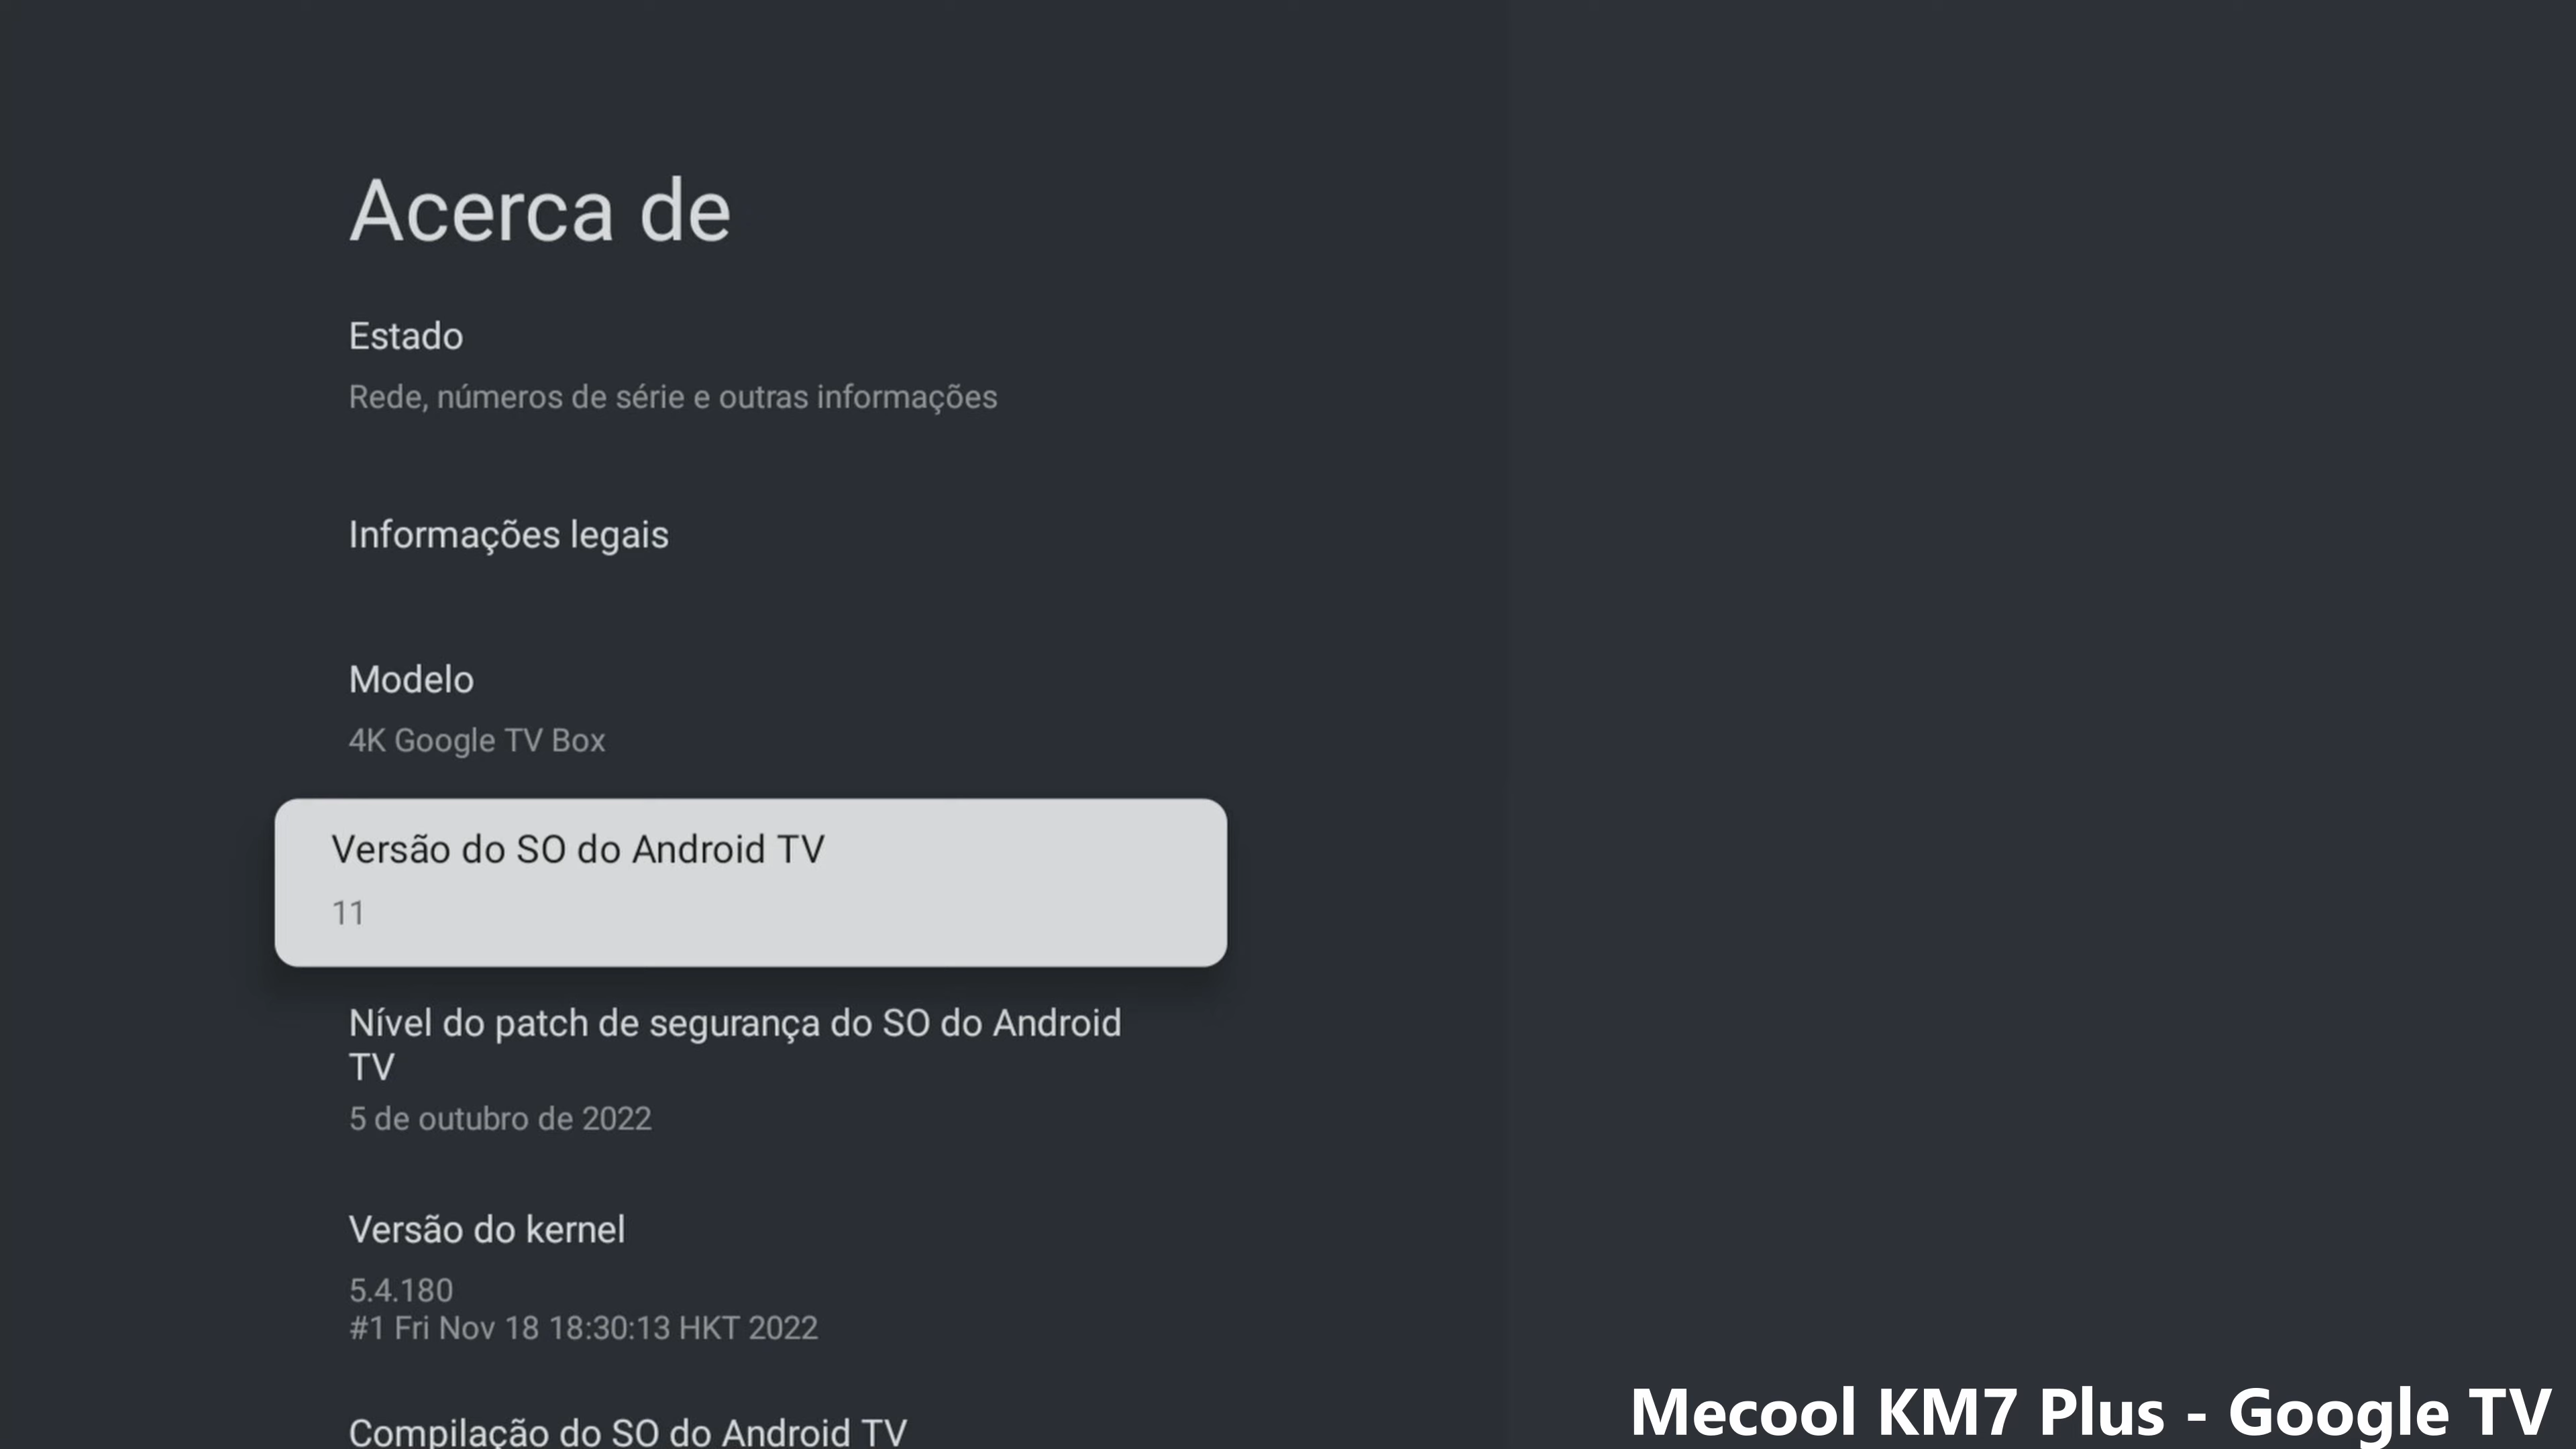 Acerca de
Estado
Rede, números de série e outras informações
Informações legais
Modelo
4K Google TV Box
Versão do SO do Android TV
11
Nível do patch de segurança do SO do Android
TV
5 de outubro de 2022
Versão do kernel
5.4.180
#1 Fri Nov 18 18:30:13 HKT 2022
Compilação do SO do Android TV
Mecool KM7 Plus - Google TV